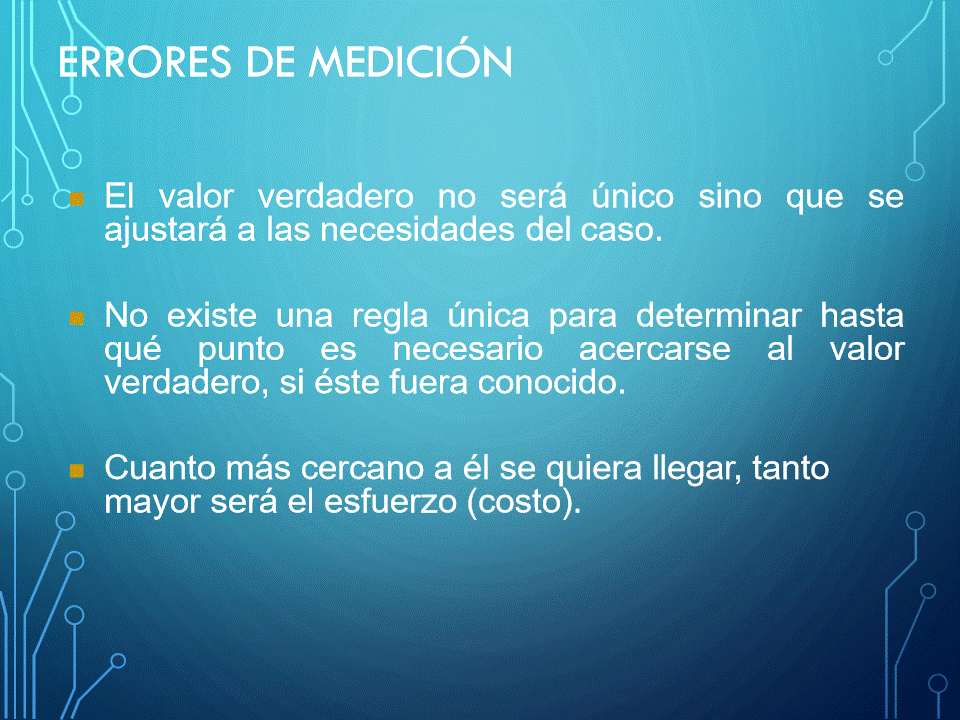 ERRORES DE MEDICIÓN
El valor verdadero no será único sino que se
ajustará a las necesidades del caso.
No existe una regla única para determinar hasta
qué punto es necesario acercarse al valor
verdadero, si éste fuera conocido.
Cuanto más cercano a él se quiera llegar, tanto
mayor será el esfuerzo (costo).